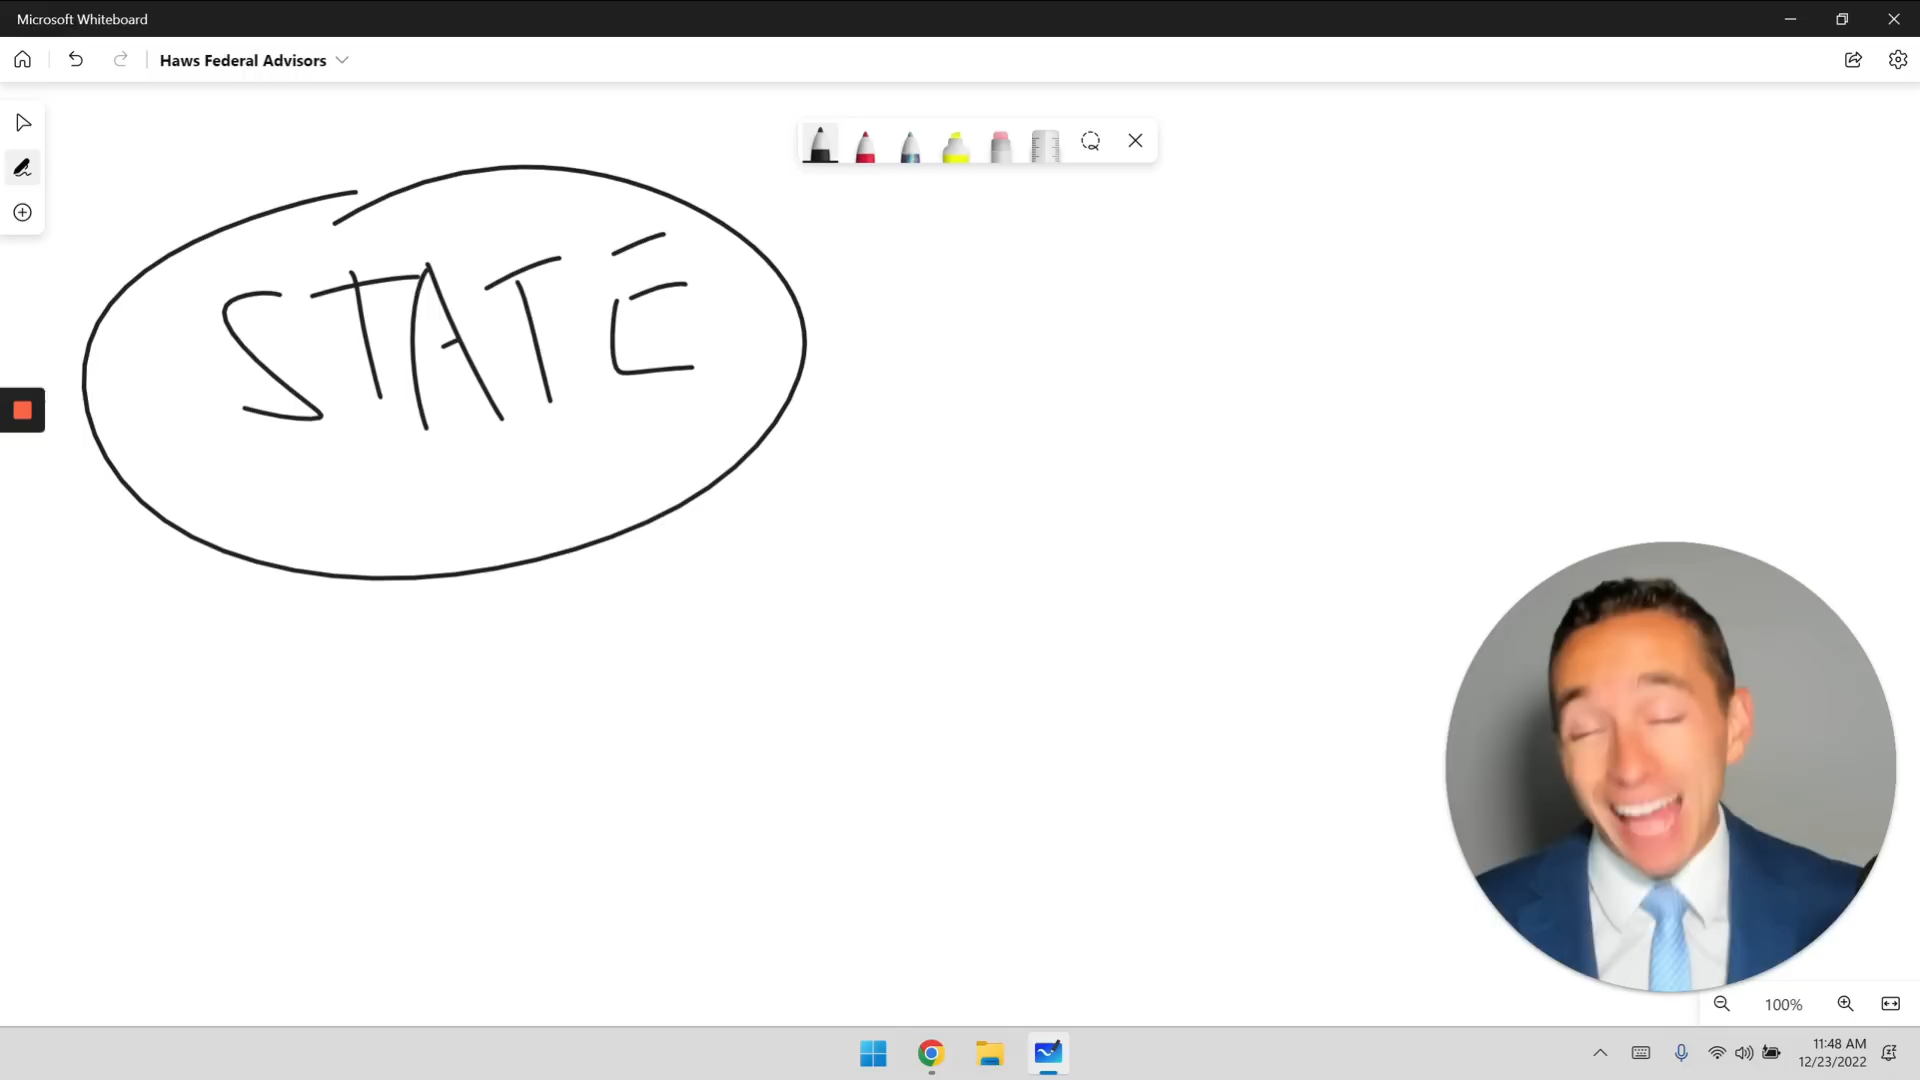 Microsoft Whiteboard
Haws Federal Advisors
STATE
100%
11:48 AM
12/23/2022